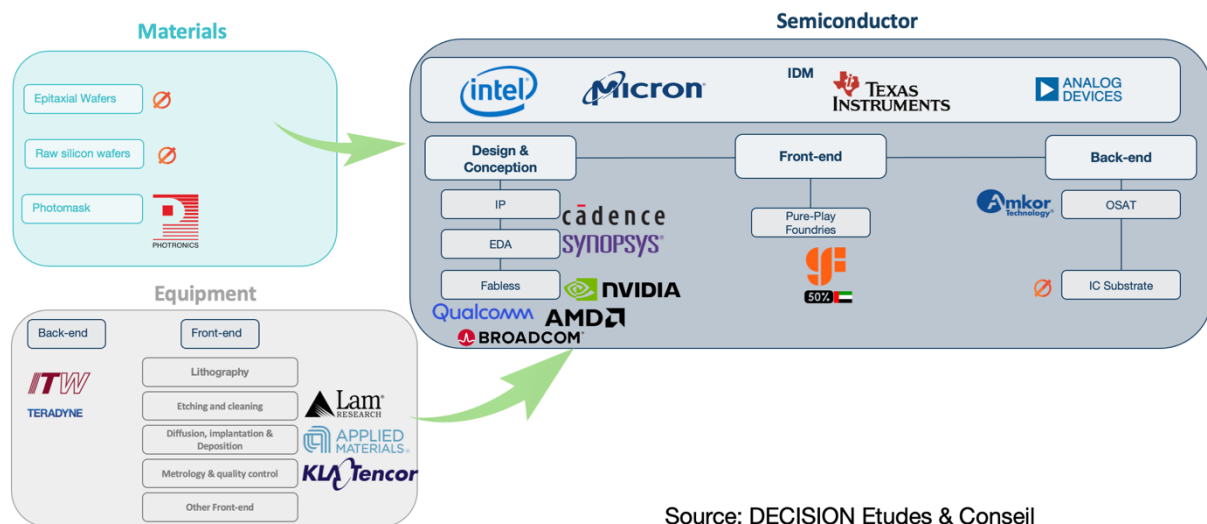 Materials
Epitaxial Wafers
Raw silicon wafers
Photomask
PHOTRONICS
Equipment
Back-end
Front-end
ITW
TERADYNE
Lithography
Etching and cleaning
Lam
RESEARCH
Diffusion, implantation &
Deposition
APPLIED
MATERIALS®
Metrology & quality control
KLA Tencor
Other Front-end
Semiconductor
IDM
intel®
Micron®
TEXAS
INSTRUMENTS
ANALOG
DEVICES
Design &
Conception
IP
EDA
cādence
SYNOPSYS®
Fabless
NVIDIA
Qualcomm
AMD
BROADCOM®
Front-end
Pure-Play
Foundries
GF
50%
Back-end
Amkor
Technology®
OSAT
IC Substrate
Source: DECISION Etudes & Conseil